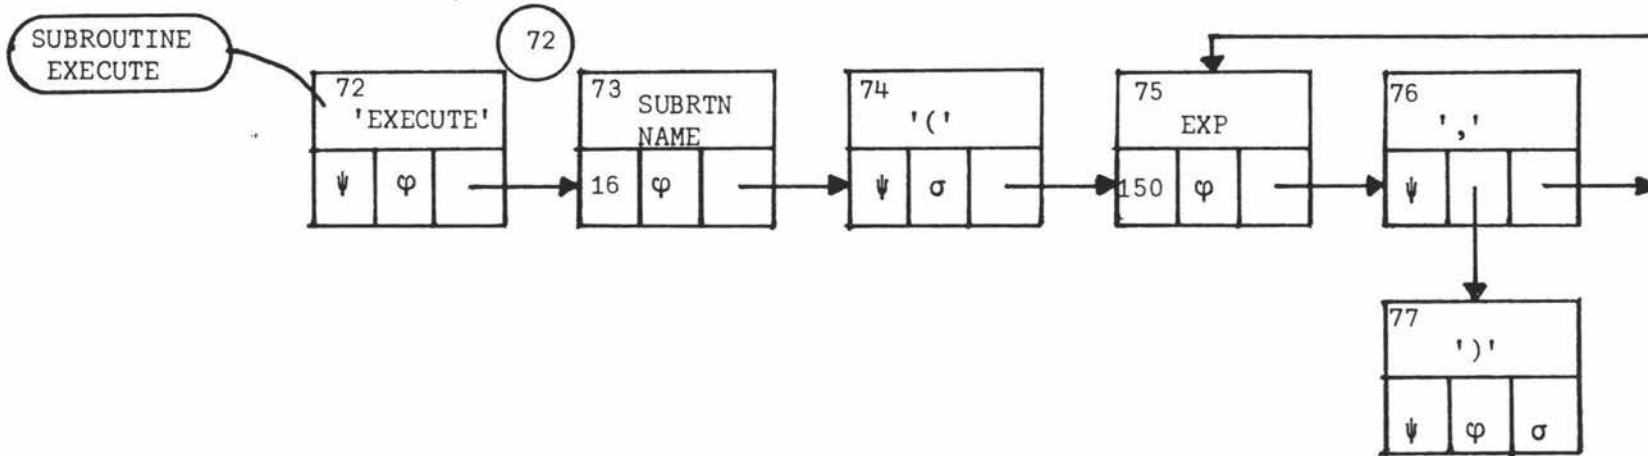 SUBROUTINE
EXECUTE
72
72
'EXECUTE'
ψ φ
73
SUBRTN
NAME
16 φ
74
'('
ψ σ
75
EXP
150 φ
76
','
ψ
77
')'
ψ φ σ